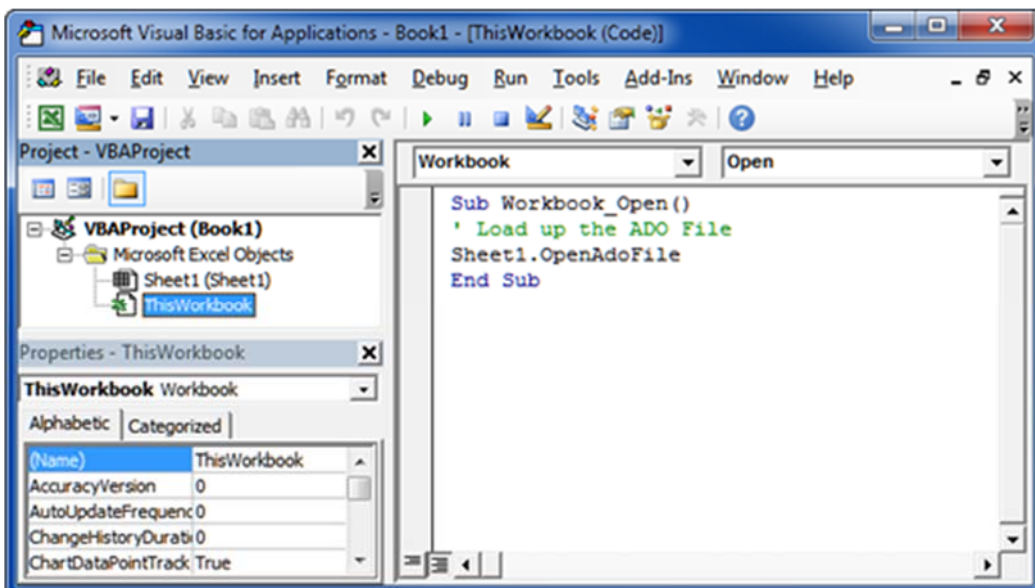 Microsoft Visual Basic for Applications - Book1 - [ThisWorkbook (Code)]
File Edit View Insert Format Debug Run Tools Add-Ins Window Help
Project - VBAProject
Workbook Open
VBAProject (Book1)
Microsoft Excel Objects
Sheet1 (Sheet1)
ThisWorkbook
Sub Workbook_Open()
' Load up the ADO File
Sheet1.OpenAdoFile
End Sub
Properties - ThisWorkbook
ThisWorkbook Workbook
Alphabetic Categorized
(Name) ThisWorkbook
AccuracyVersion 0
AutoUpdateFrequenc 0
ChangeHistoryDurati 0
ChartDataPointTrack True